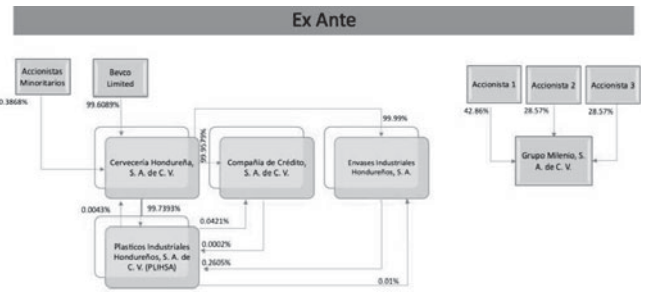 Ex Ante
Accionistas
Minoritarios
Bevco
Limited
Accionista 1
Accionista 2
Accionista 3
0.3868%
99.6089%
99.9579%
99.99%
42.86%
28.57%
28.57%
Cervecería Hondureña,
S. A. de C. V.
Compañía de Crédito,
S. A. de C. V.
Envases Industriales
Hondureños, S. A.
Grupo Milenio, S.
A. de C. V.
0.0043%
99.7393%
0.0421%
Plasticos Industriales
Hondureños, S. A. de
C. V. (PLIHSA)
0.0002%
0.2605%
0.01%